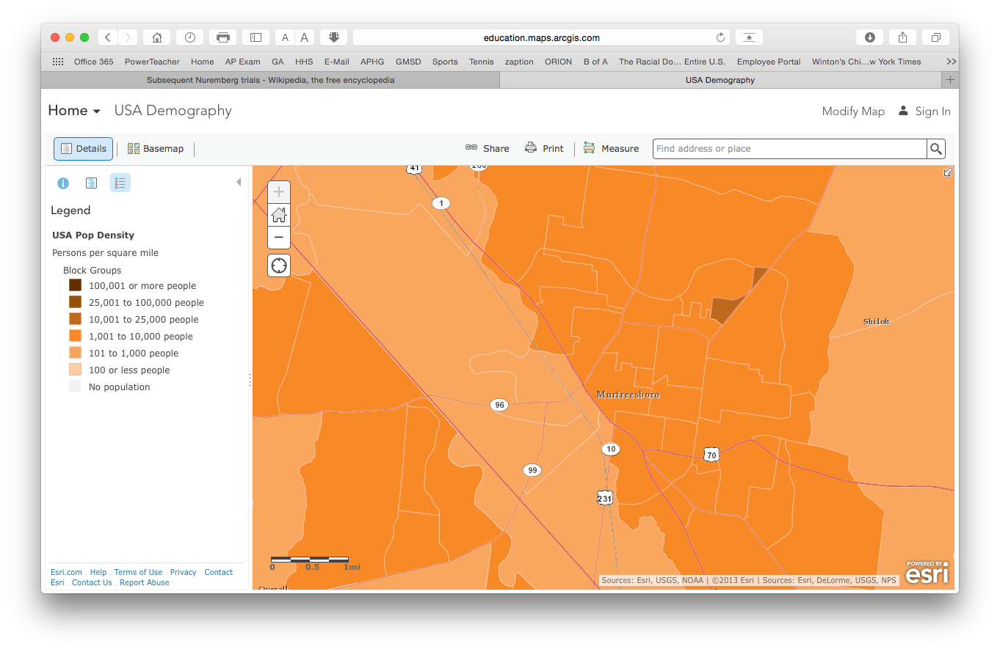 education.maps.arcgis.com
Office 365 PowerTeacher Home AP Exam GA HHS E-Mail APHG GMSD Sports Tennis zaption ORION B of A The Racial Do... Entire U.S. Employee Portal Winton's Chi...w York Times >>
Subsequent Nuremberg trials - Wikipedia, the free encyclopedia USA Demography +
Home USA Demography Modify Map Sign In
Details Basemap Share Print Measure Find address or place
Legend
USA Pop Density
Persons per square mile
Block Groups
100,001 or more people
25,001 to 100,000 people
10,001 to 25,000 people
1,001 to 10,000 people
101 to 1,000 people
100 or less people
No population
Esri.com . Help . Terms of Use . Privacy . Contact
Esri . Contact Us . Report Abuse
41
1
Shiloh
Murfreesboro
96
10
70
99
231
0 0.5 1mi
Overall
Sources: Esri, USGS, NOAA | ©2013 Esri | Sources: Esri, DeLorme, USGS, NPS
POWERED BY
esri